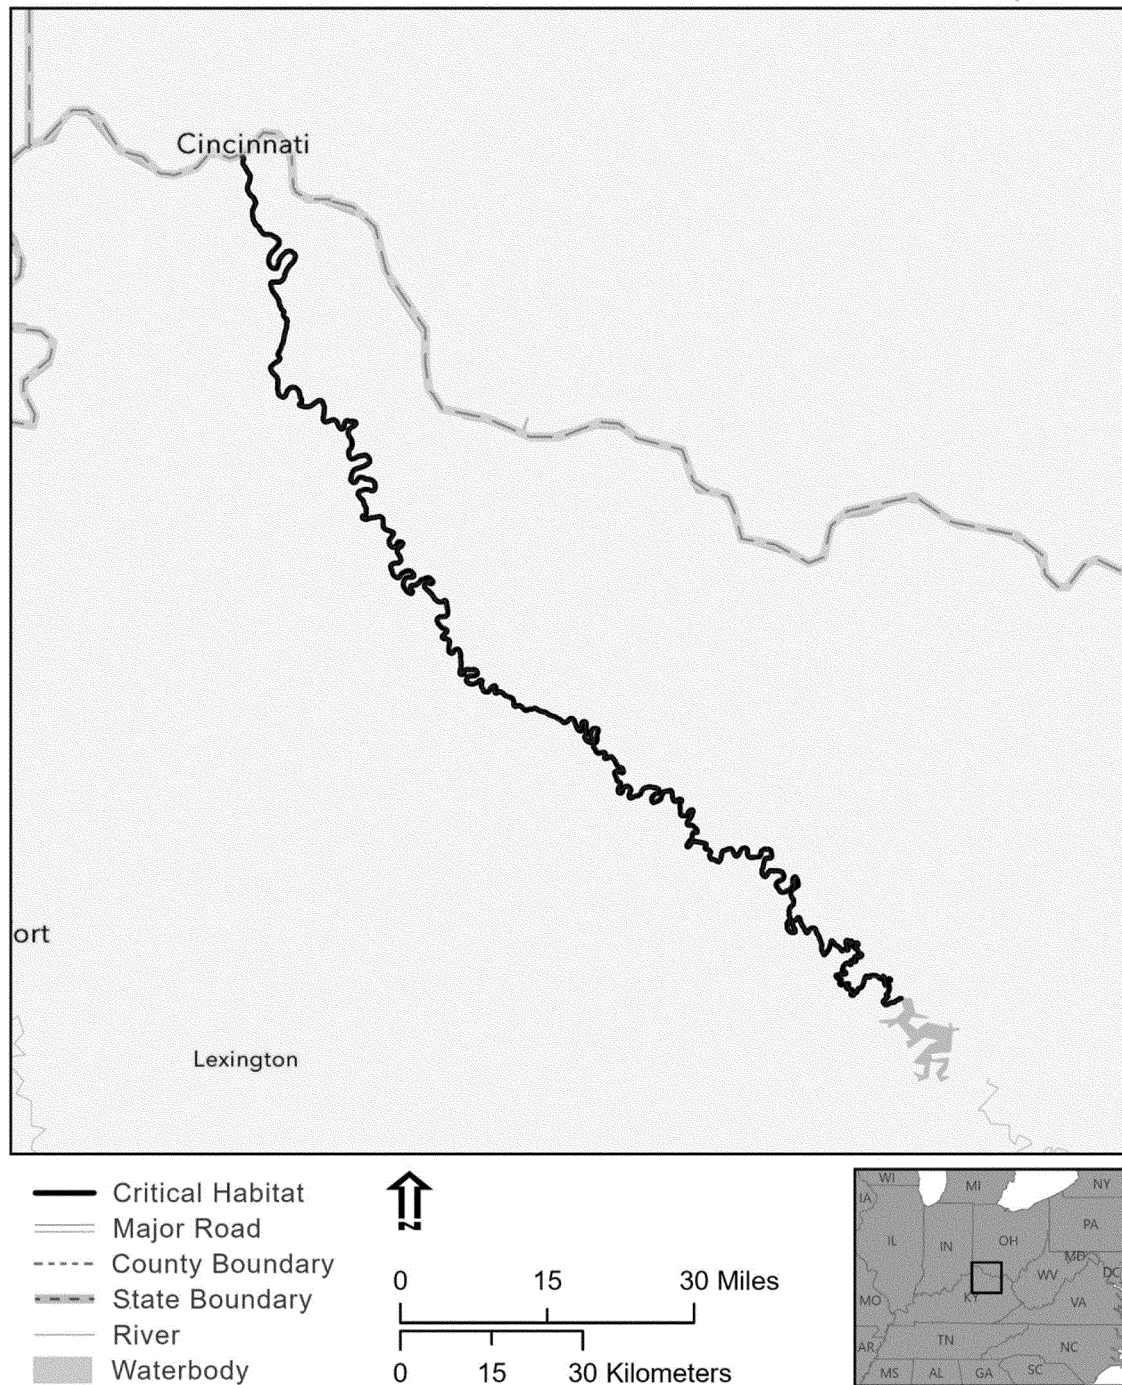 Cincinnati
ort
Lexington
Critical Habitat
Major Road
County Boundary
State Boundary
River
Waterbody
N
0 15 30 Miles
0 15 30 Kilometers
WI MI NY
IA
PA
IL IN OH
MD
DC
WV
MO KY VA
AR TN NC
MS AL GA SC